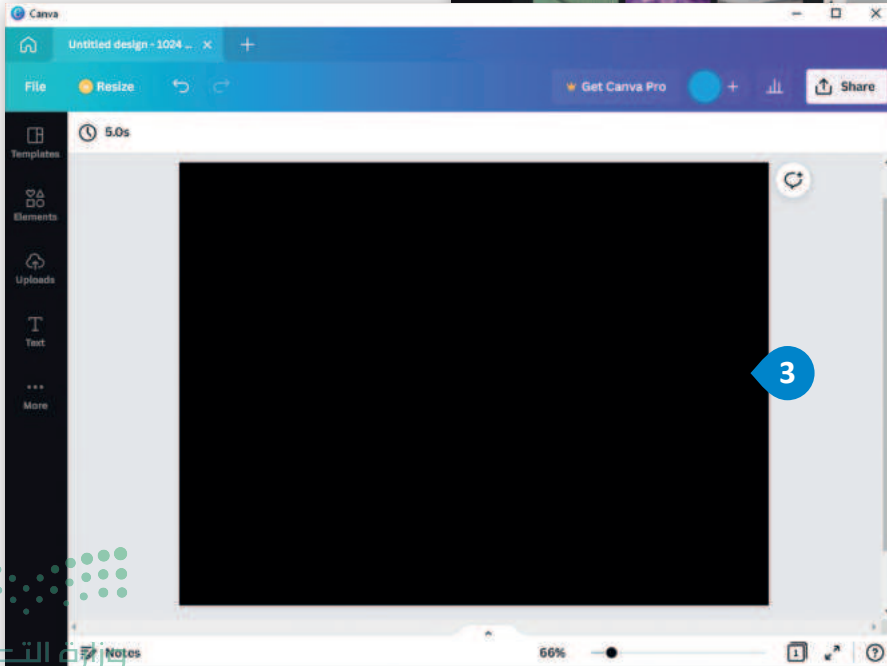 Canva
Untitled design - 1024 ...
File
Resize
Get Canva Pro
Share
5.0s
Templates
Elements
Uploads
Text
More
3
Notes
66%
1